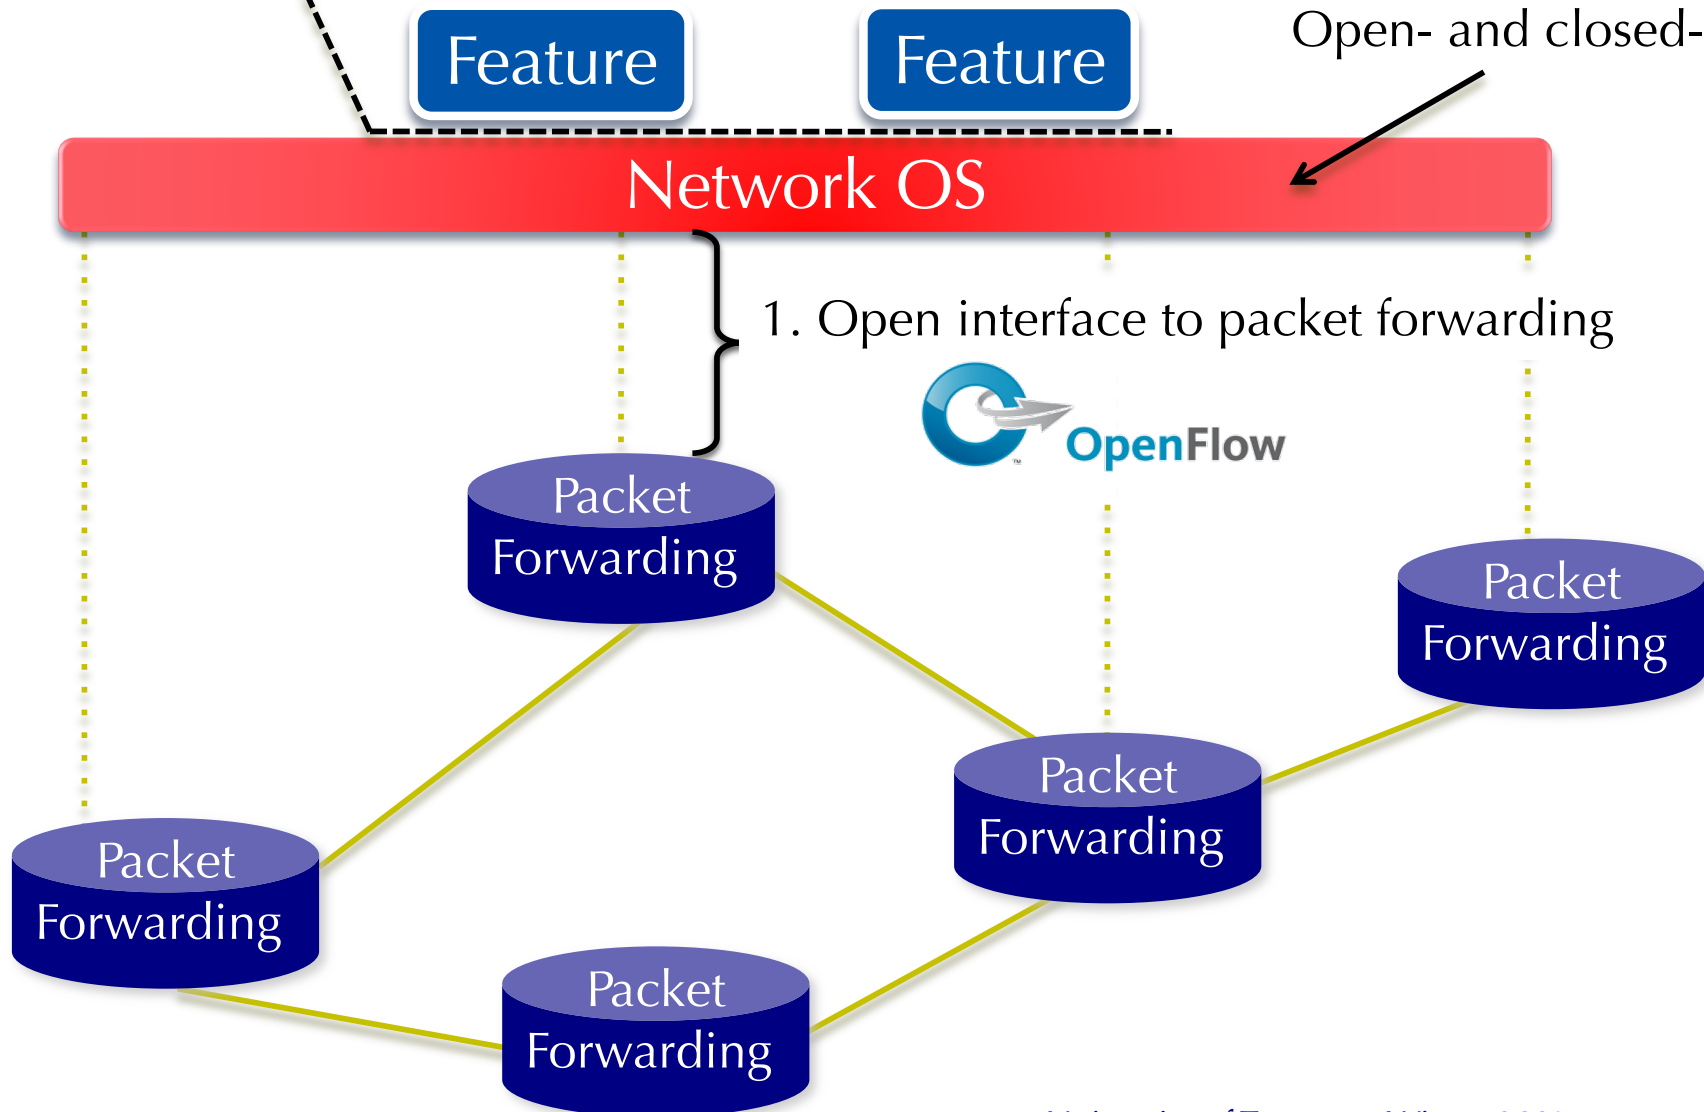 Open- and closed-
Feature
Feature
Network OS
1. Open interface to packet forwarding
OpenFlow
™
Packet
Forwarding
Packet
Forwarding
Packet
Forwarding
Packet
Forwarding
Packet
Forwarding